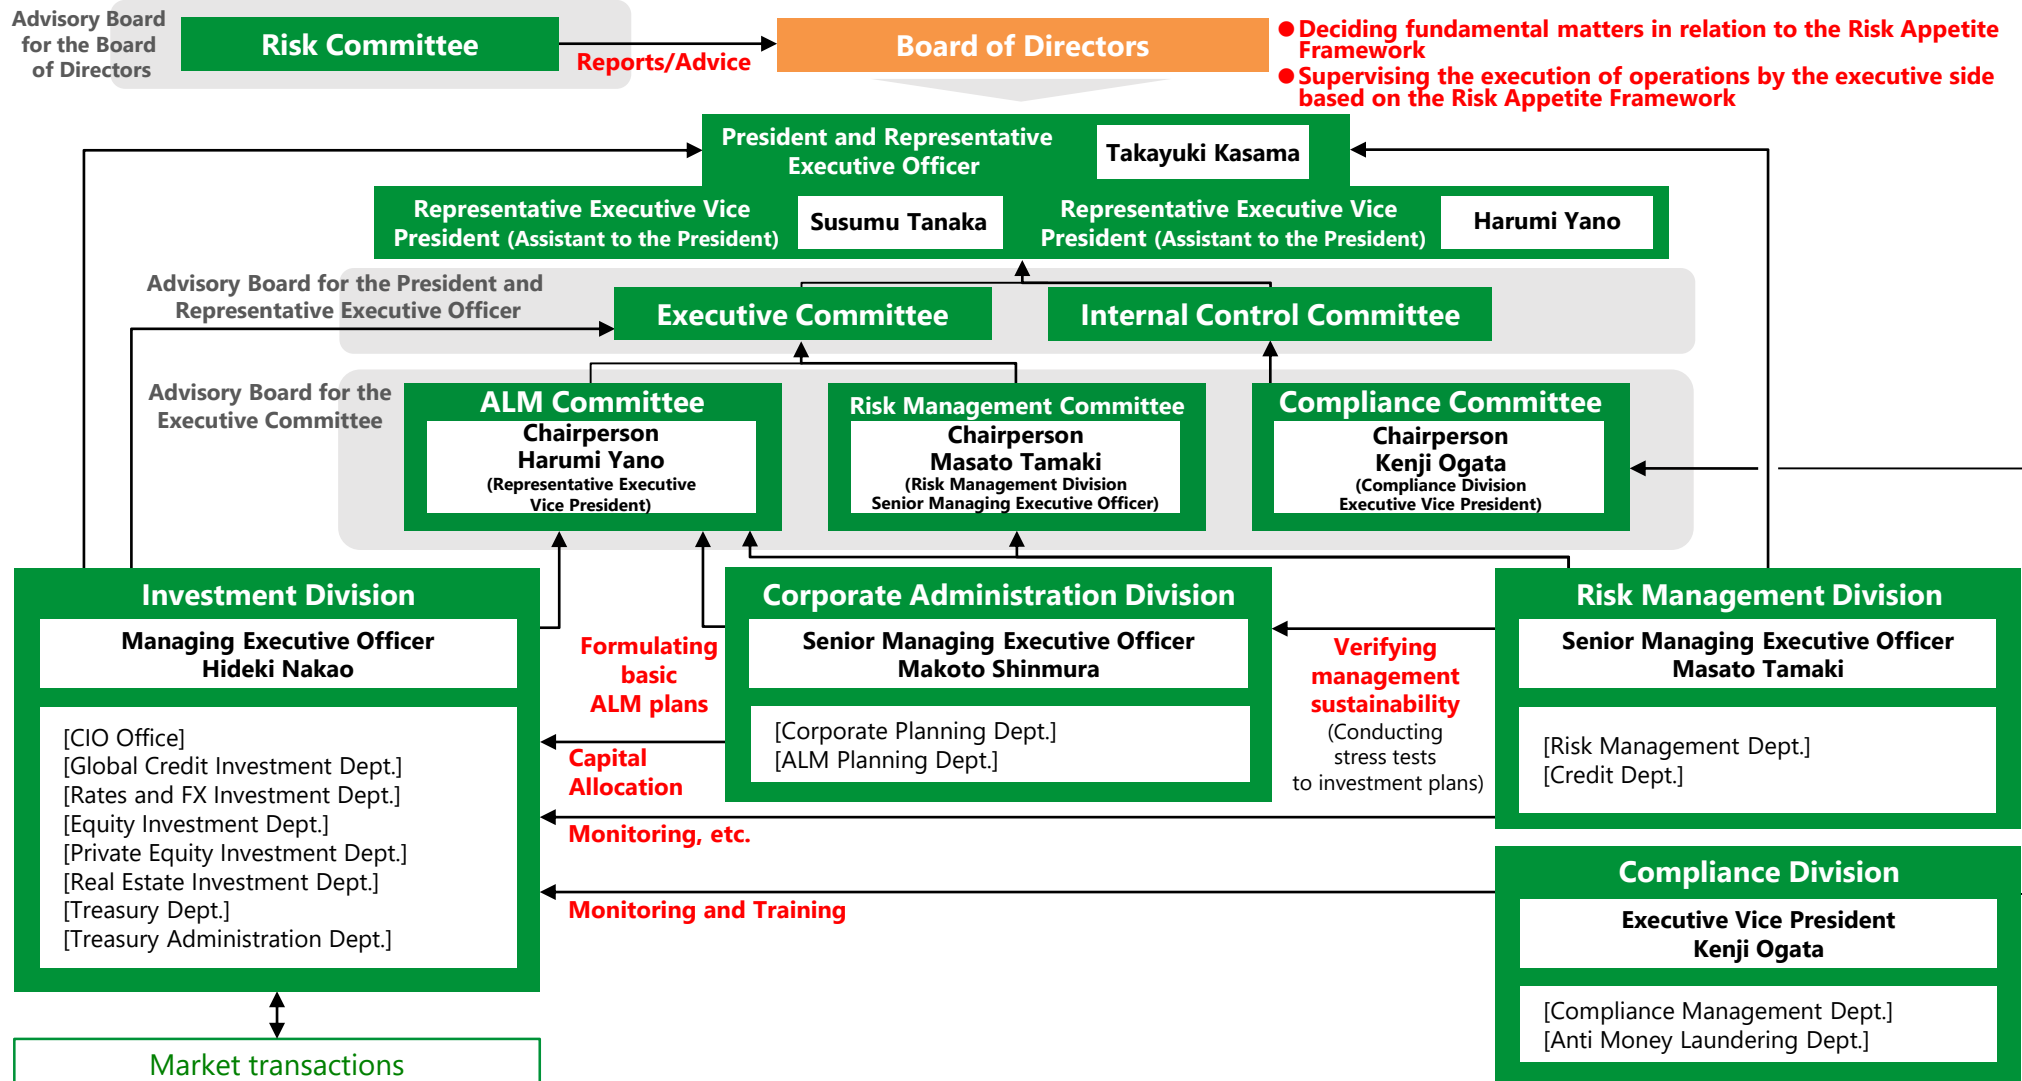 Advisory Board
for the Board
of Directors
Risk Committee
Reports/Advice
Board of Directors
●Deciding fundamental matters in relation to the Risk Appetite
Framework
●Supervising the execution of operations by the executive side
based on the Risk Appetite Framework
President and Representative
Executive Officer
Takayuki Kasama
Representative Executive Vice
President (Assistant to the President)
Susumu Tanaka
Representative Executive Vice
President (Assistant to the President)
Harumi Yano
Advisory Board for the President and
Representative Executive Officer
Executive Committee
Internal Control Committee
Advisory Board for the
Executive Committee
ALM Committee
Chairperson
Harumi Yano
(Representative Executive
Vice President)
Risk Management Committee
Chairperson
Masato Tamaki
(Risk Management Division
Senior Managing Executive Officer)
Compliance Committee
Chairperson
Kenji Ogata
(Compliance Division
Executive Vice President)
Investment Division
Managing Executive Officer
Hideki Nakao
[CIO Office]
[Global Credit Investment Dept.]
[Rates and FX Investment Dept.]
[Equity Investment Dept.]
[Private Equity Investment Dept.]
[Real Estate Investment Dept.]
[Treasury Dept.]
[Treasury Administration Dept.]
Formulating
basic
ALM plans
Capital
Allocation
Monitoring, etc.
Monitoring and Training
Corporate Administration Division
Senior Managing Executive Officer
Makoto Shinmura
[Corporate Planning Dept.]
[ALM Planning Dept.]
Verifying
management
sustainability
(Conducting
stress tests
to investment plans)
Risk Management Division
Senior Managing Executive Officer
Masato Tamaki
[Risk Management Dept.]
[Credit Dept.]
Compliance Division
Executive Vice President
Kenji Ogata
[Compliance Management Dept.]
[Anti Money Laundering Dept.]
Market transactions